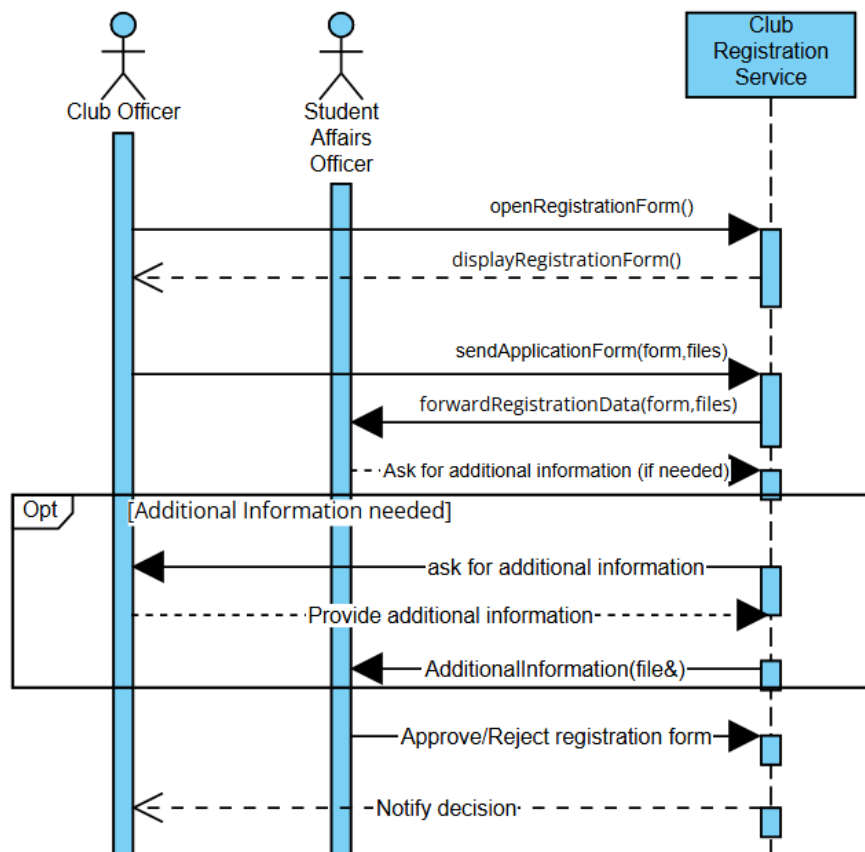 Club Officer
Student
Affairs
Officer
Club
Registration
Service
openRegistrationForm()
displayRegistrationForm()
sendApplicationForm(form,files)
forwardRegistrationData(form,files)
Ask for additional information (if needed)
Opt
[Additional Information needed]
ask for additional information
Provide additional information
AdditionalInformation(file&)
Approve/Reject registration form
Notify decision